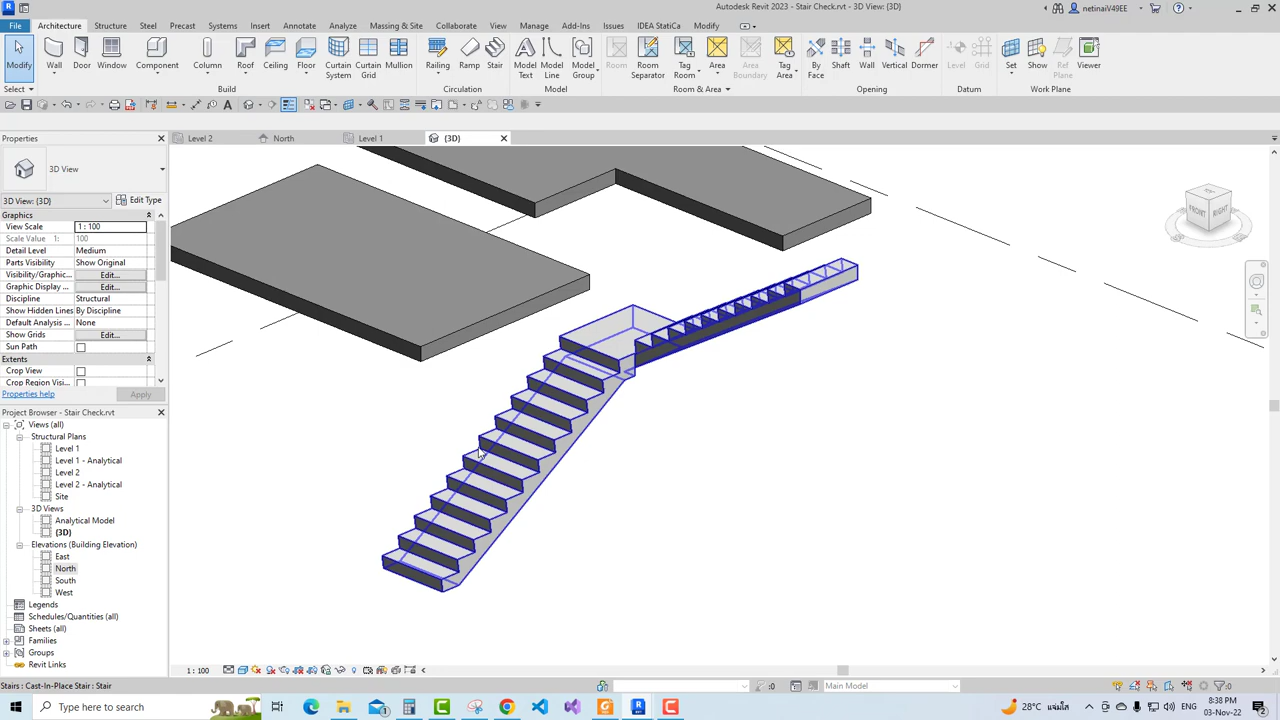 Autodesk Revit 2023 - Stair Check.rvt - 3D View: {3D}
netinaiV49EE
File Architecture Structure Steel Precast Systems Insert Annotate Analyze Massing & Site Collaborate View Manage Add-Ins Issues IDEA StatiCa Modify
Modify Wall Door Window Component Column Roof Ceiling Floor Curtain System Curtain Grid Mullion Railing Ramp Stair Model Text Model Line Model Group Room Room Separator Tag Room Area Area Boundary Tag Area By Face Shaft Wall Vertical Dormer Level Grid Set Show Ref Plane Viewer
Select Build Circulation Model Room & Area Opening Datum Work Plane
Properties
Level 2 North Level 1 {3D}
3D View
3D View: {3D} Edit Type
Graphics
View Scale 1 : 100
Scale Value 1: 100
Detail Level Medium
Parts Visibility Show Original
Visibility/Graphic... Edit...
Graphic Display ... Edit...
Discipline Structural
Show Hidden Lines By Discipline
Default Analysis ... None
Show Grids Edit...
Sun Path
Extents
Crop View
Crop Region Visi...
Properties help Apply
Project Browser - Stair Check.rvt
Views (all)
Structural Plans
Level 1
Level 1 - Analytical
Level 2
Level 2 - Analytical
Site
3D Views
Analytical Model
{3D}
Elevations (Building Elevation)
East
North
South
West
Legends
Schedules/Quantities (all)
Sheets (all)
Families
Groups
Revit Links
FRONT RIGHT
1 : 100
Stairs : Cast-In-Place Stair : Stair
:0 Main Model :0
Type here to search
28°C ENG 8:38 PM
03-Nov-22